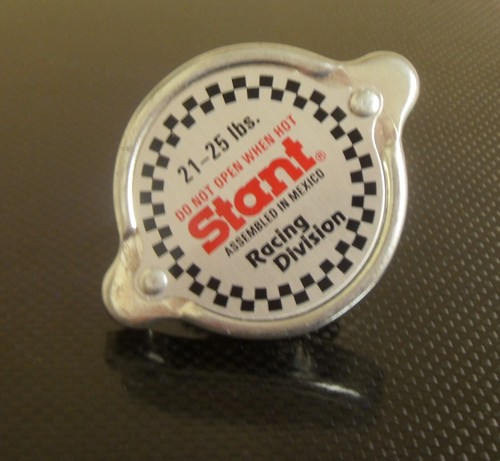 21-25 lbs.
DO NOT OPEN WHEN HOT
Stant®
ASSEMBLED IN MEXICO
Racing
Division